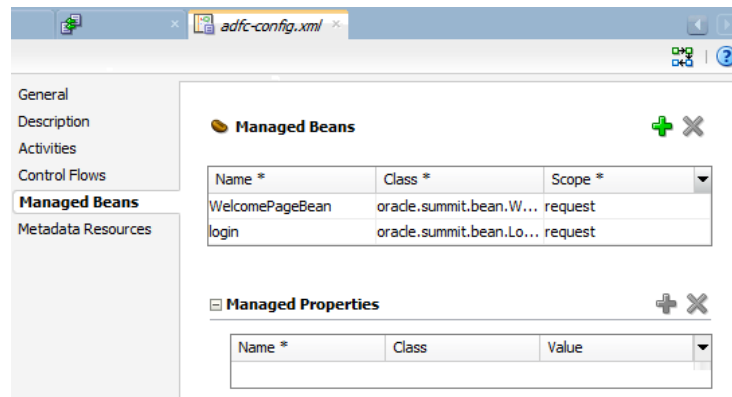 adfc-config.xml
General
Description
Activities
Control Flows
Managed Beans
Metadata Resources
Managed Beans
Name * Class * Scope *
WelcomePageBean oracle.summit.bean.W... request
login oracle.summit.bean.Lo... request
Managed Properties
Name * Class Value